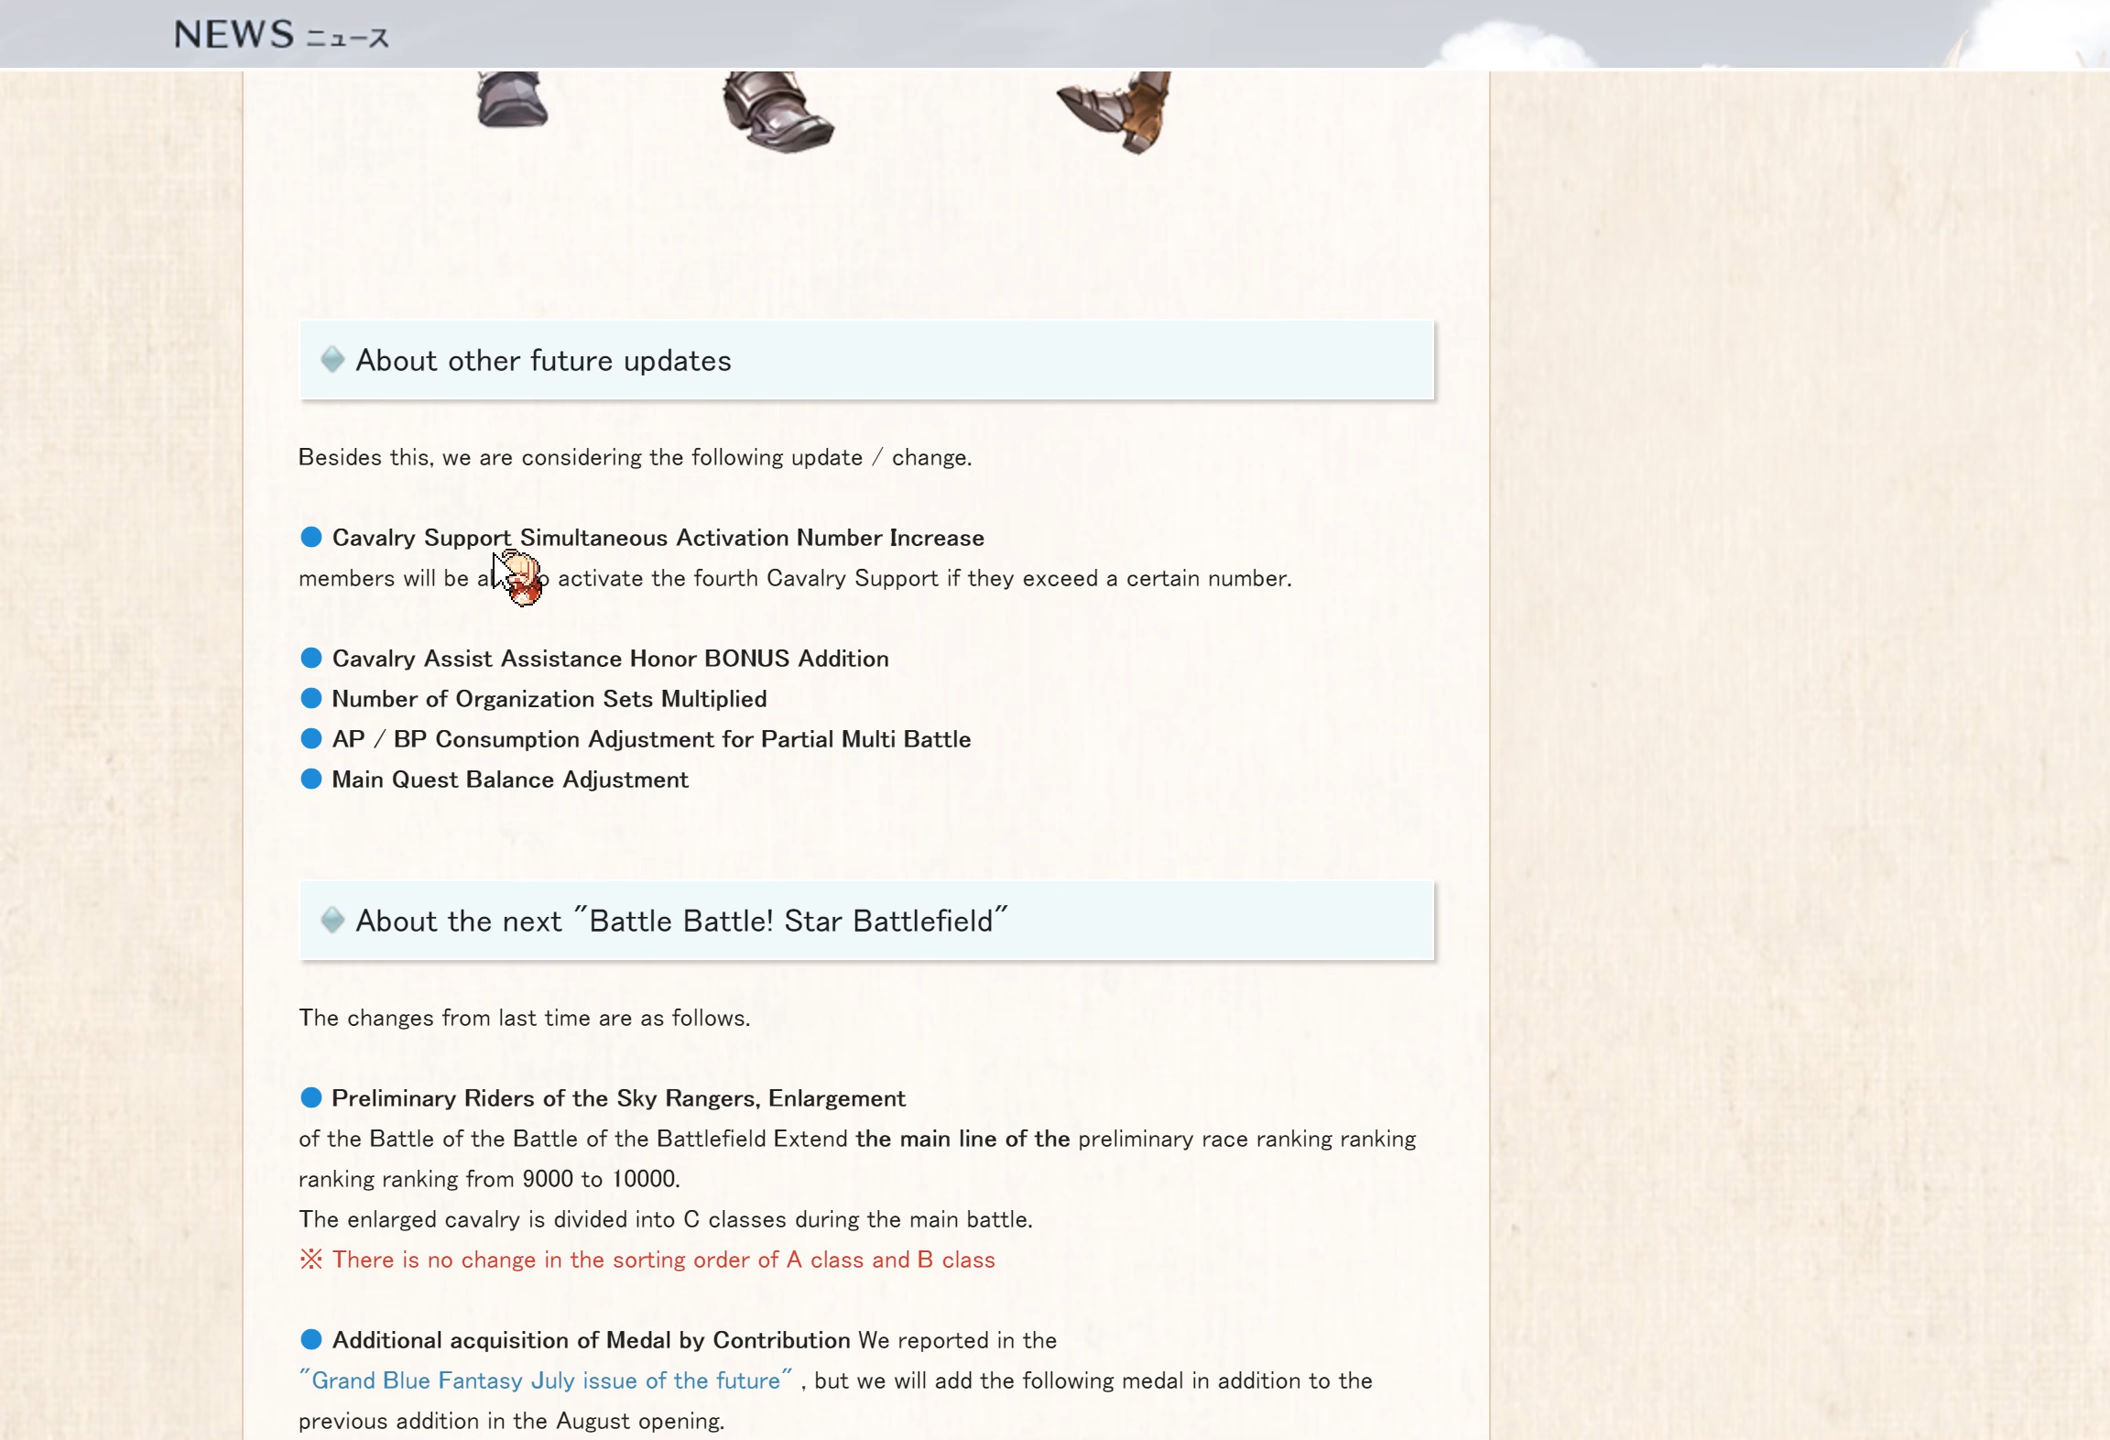 NEWS ニュース
About other future updates
Besides this, we are considering the following update / change.
● Cavalry Support Simultaneous Activation Number Increase
members will be activate the fourth Cavalry Support if they exceed a certain number.
● Cavalry Assist Assistance Honor BONUS Addition
● Number of Organization Sets Multiplied
● AP / BP Consumption Adjustment for Partial Multi Battle
● Main Quest Balance Adjustment
About the next "Battle Battle! Star Battlefield"
The changes from last time are as follows.
● Preliminary Riders of the Sky Rangers, Enlargement
of the Battle of the Battle of the Battlefield Extend the main line of the preliminary race ranking ranking
ranking ranking from 9000 to 10000.
The enlarged cavalry is divided into C classes during the main battle.
※ There is no change in the sorting order of A class and B class
● Additional acquisition of Medal by Contribution We reported in the
"Grand Blue Fantasy July issue of the future" , but we will add the following medal in addition to the
previous addition in the August opening.